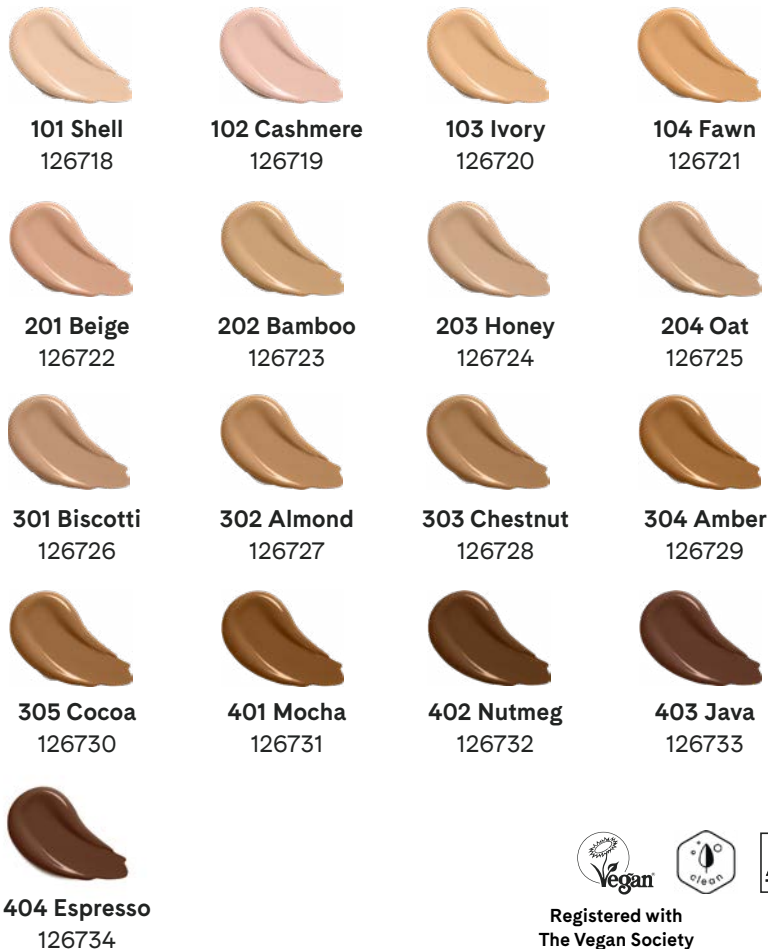 101 Shell
126718
102 Cashmere
126719
103 Ivory
126720
104 Fawn
126721
201 Beige
126722
202 Bamboo
126723
203 Honey
126724
204 Oat
126725
301 Biscotti
126726
302 Almond
126727
303 Chestnut
126728
304 Amber
126729
305 Cocoa
126730
401 Mocha
126731
402 Nutmeg
126732
403 Java
126733
404 Espresso
126734
Vegan
clean
Registered with
The Vegan Society